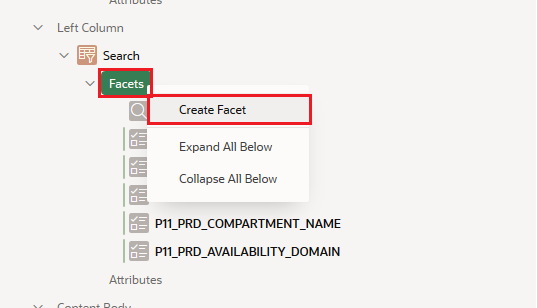 Attributes
Left Column
Search
Facets
Create Facet
Expand All Below
Collapse All Below
P11_PRD_COMPARTMENT_NAME
P11_PRD_AVAILABILITY_DOMAIN
Attributes
Content Body